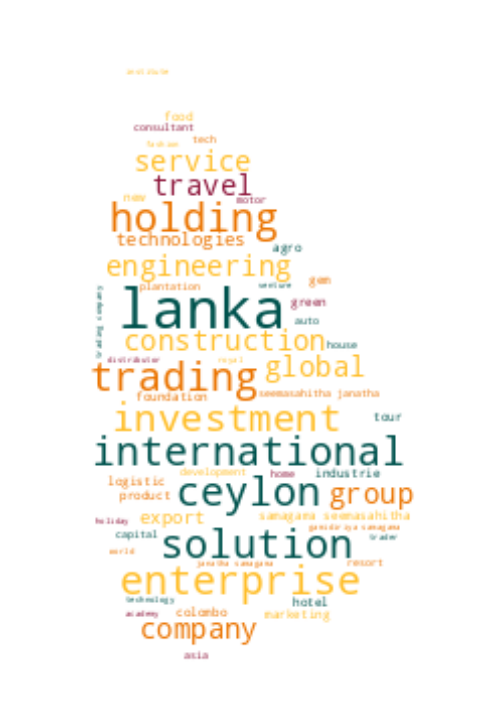 institute
food
consultant
tech
fashion
service
travel
new
motor
holding
technologies
agro
engineering
gem
plantation
venture
trading company
lanka
green
auto
construction
house
distributor
royal
global
trading
seemasahitha janatha
foundation
investment
tour
international
development
home
industrie
logistic
ceylon
group
product
export
samagama seemasahitha
holiday
gamidiriya samagama
capital
trader
solution
world
janatha samagama
resort
enterprise
technology
hotel
academy
colombo
marketing
company
asia